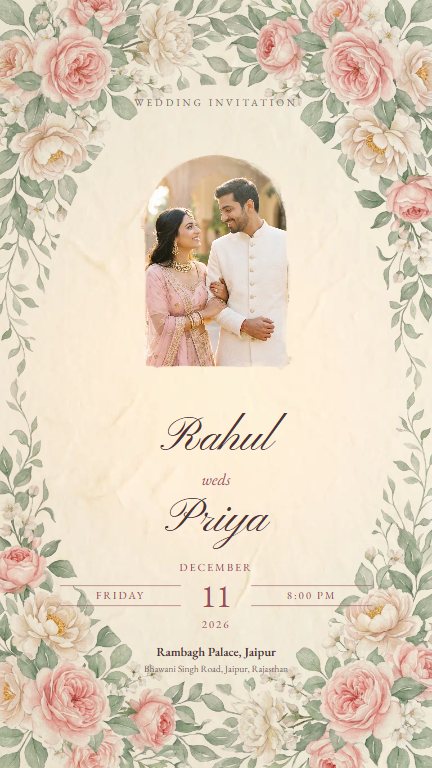 WEDDING INVITATION
Rahul
weds
Priya
DECEMBER
FRIDAY 11 8:00 PM
2026
Rambagh Palace, Jaipur
Bhawani Singh Road, Jaipur, Rajasthan